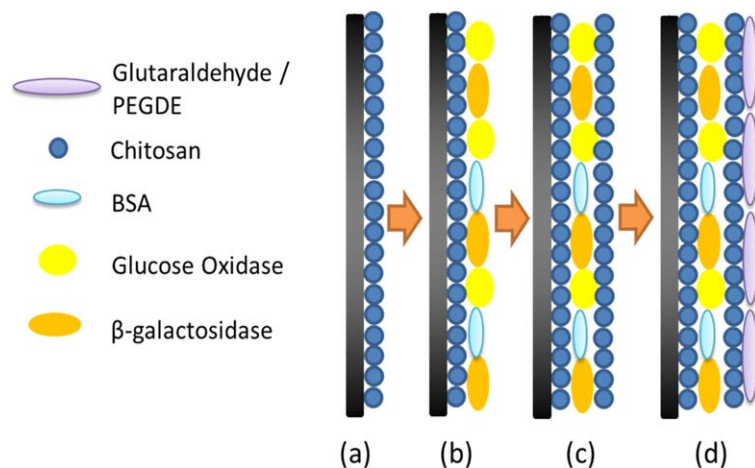 Glutaraldehyde /
PEGDE
Chitosan
BSA
Glucose Oxidase
β-galactosidase
(a) (b) (c) (d)